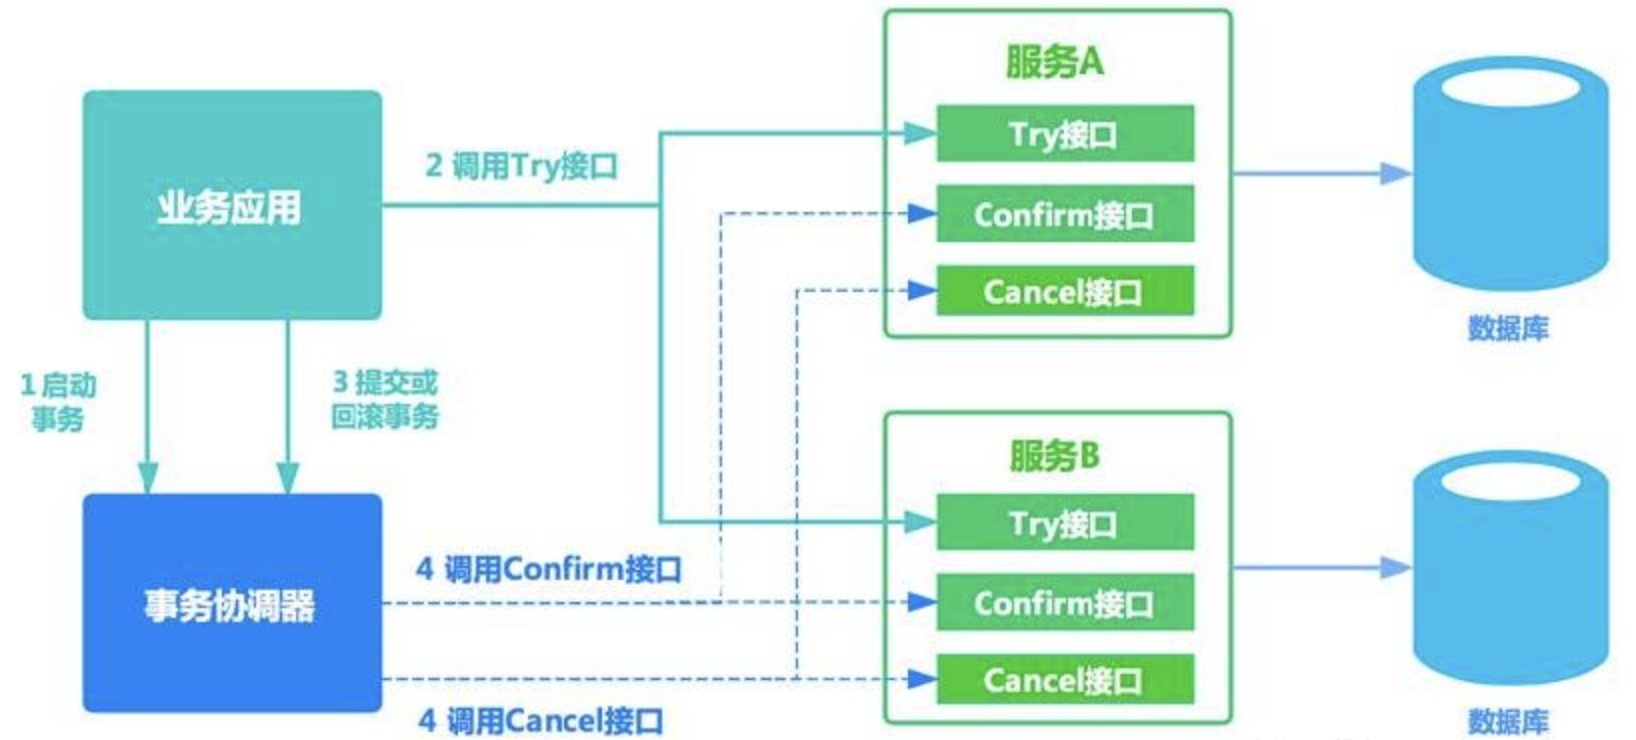 业务应用
1 启动
事务
3 提交或
回滚事务
事务协调器
2 调用Try接口
4 调用Confirm接口
4 调用Cancel接口
服务A
Try接口
Confirm接口
Cancel接口
数据库
服务B
Try接口
Confirm接口
Cancel接口
数据库